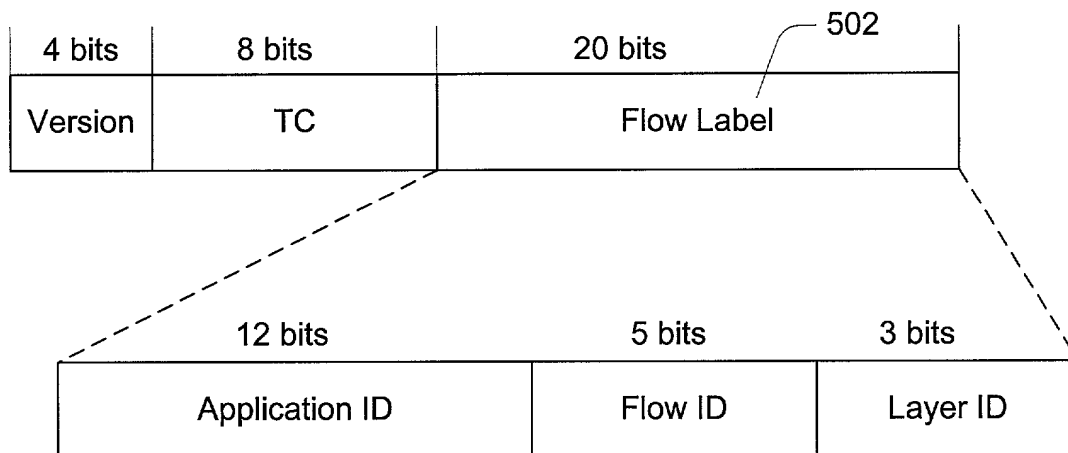 502
4 bits 8 bits 20 bits
Version TC Flow Label
12 bits 5 bits 3 bits
Application ID Flow ID Layer ID